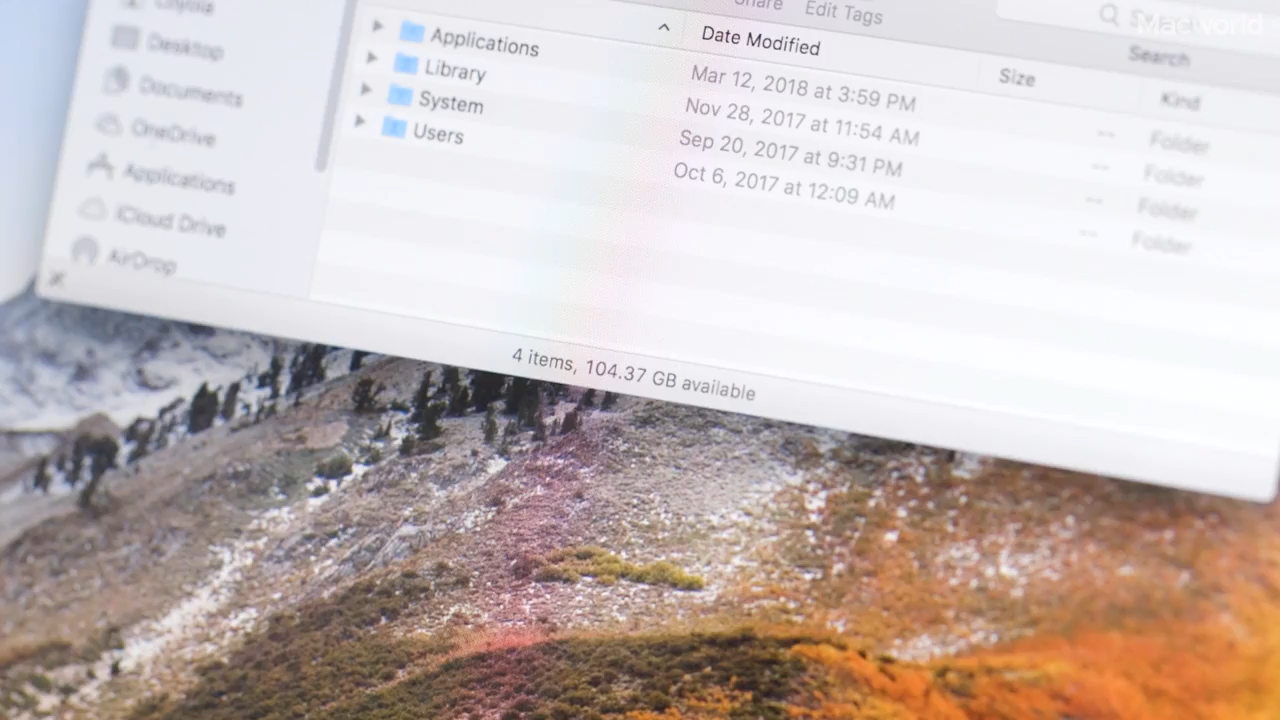 Share Edit Tags
Macworld
Search
Date Modified
Size
Kind
Applications
Mar 12, 2018 at 3:59 PM
--
Folder
Library
Nov 28, 2017 at 11:54 AM
--
Folder
System
Sep 20, 2017 at 9:31 PM
--
Folder
Users
Oct 6, 2017 at 12:09 AM
--
Folder
Desktop
Documents
OneDrive
Applications
iCloud Drive
AirDrop
4 items, 104.37 GB available